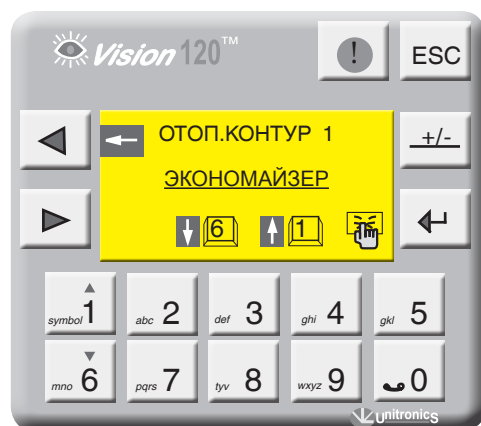 Vision 120™
! ESC
ОТОП.КОНТУР 1
+/-
ЭКОНОМАЙЗЕР
6 1
symbol 1 abc 2 def 3 ghi 4 gkl 5
mno 6 pqrs 7 tyv 8 wxyz 9 0
unitronics